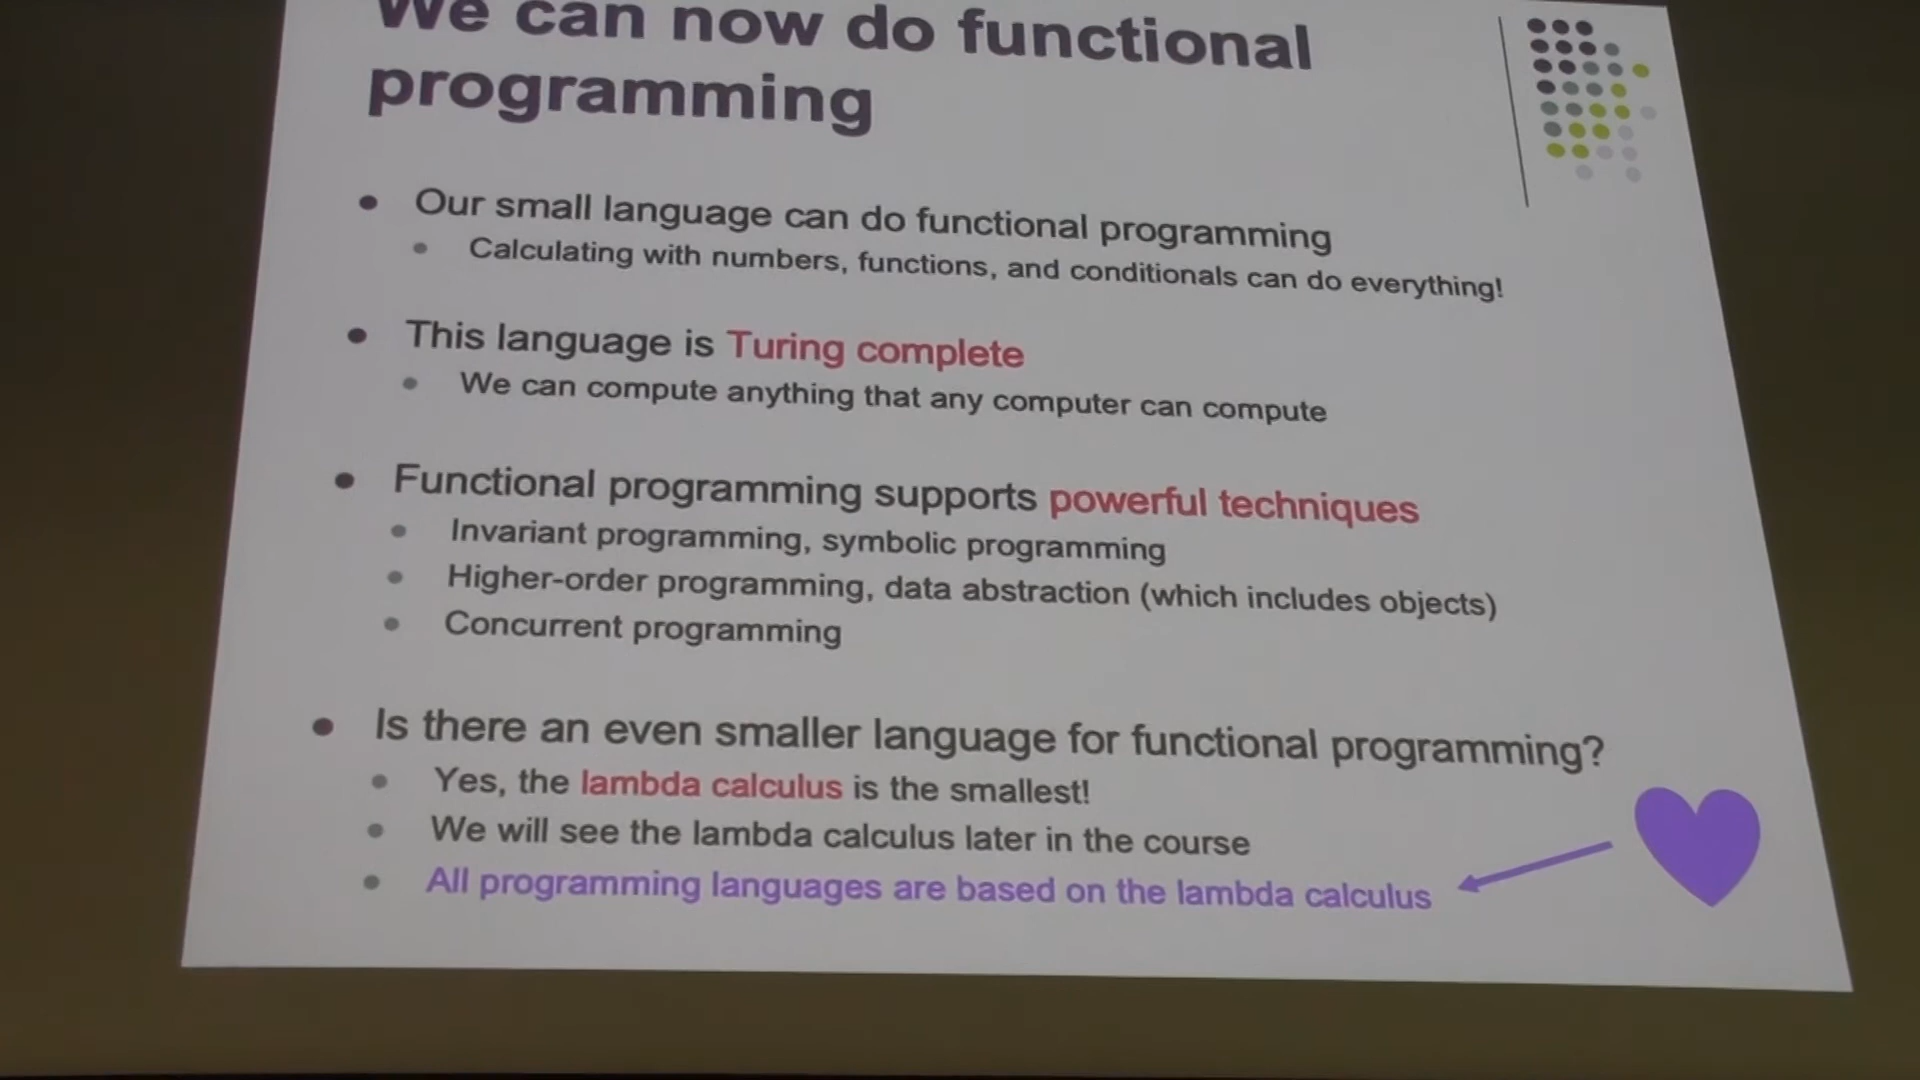 We can now do functional
programming
Our small language can do functional programming
Calculating with numbers, functions, and conditionals can do everything!
This language is Turing complete
We can compute anything that any computer can compute
Functional programming supports powerful techniques
Invariant programming, symbolic programming
Higher-order programming, data abstraction (which includes objects)
Concurrent programming
Is there an even smaller language for functional programming?
Yes, the lambda calculus is the smallest!
We will see the lambda calculus later in the course
All programming languages are based on the lambda calculus